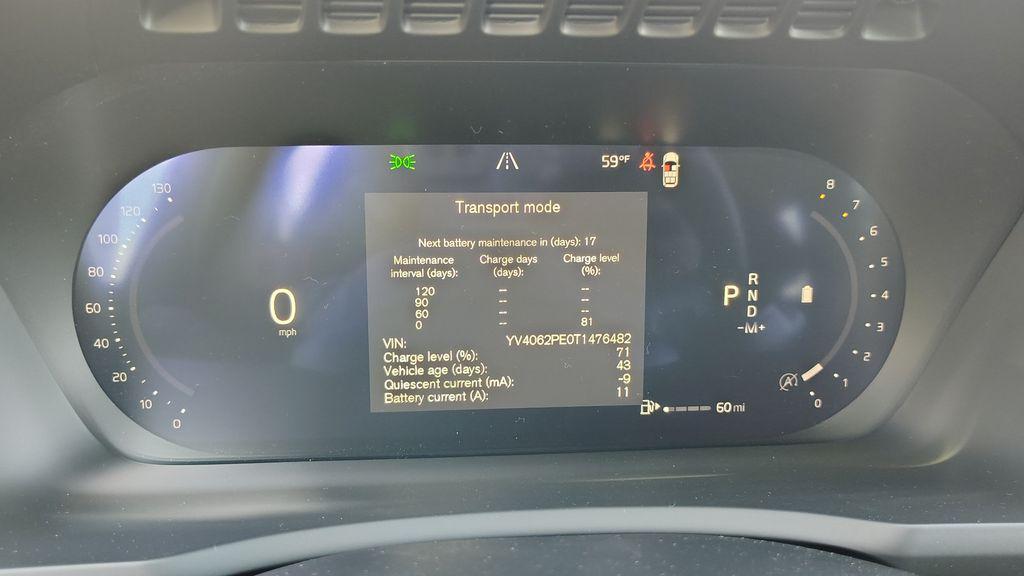 59°F
Transport mode
Next battery maintenance in (days): 17
Maintenance interval (days):
Charge days (days):
Charge level (%):
120 -- --
90 -- --
60 -- --
0 -- 81
VIN: YV4062PE0T1476482
Charge level (%): 71
Vehicle age (days): 43
Quiescent current (mA): -9
Battery current (A): 11
130
120
100
80
60
40
20
10
0
0
mph
P
R
N
D
-M+
8
7
6
5
4
3
2
1
0
A
60 mi